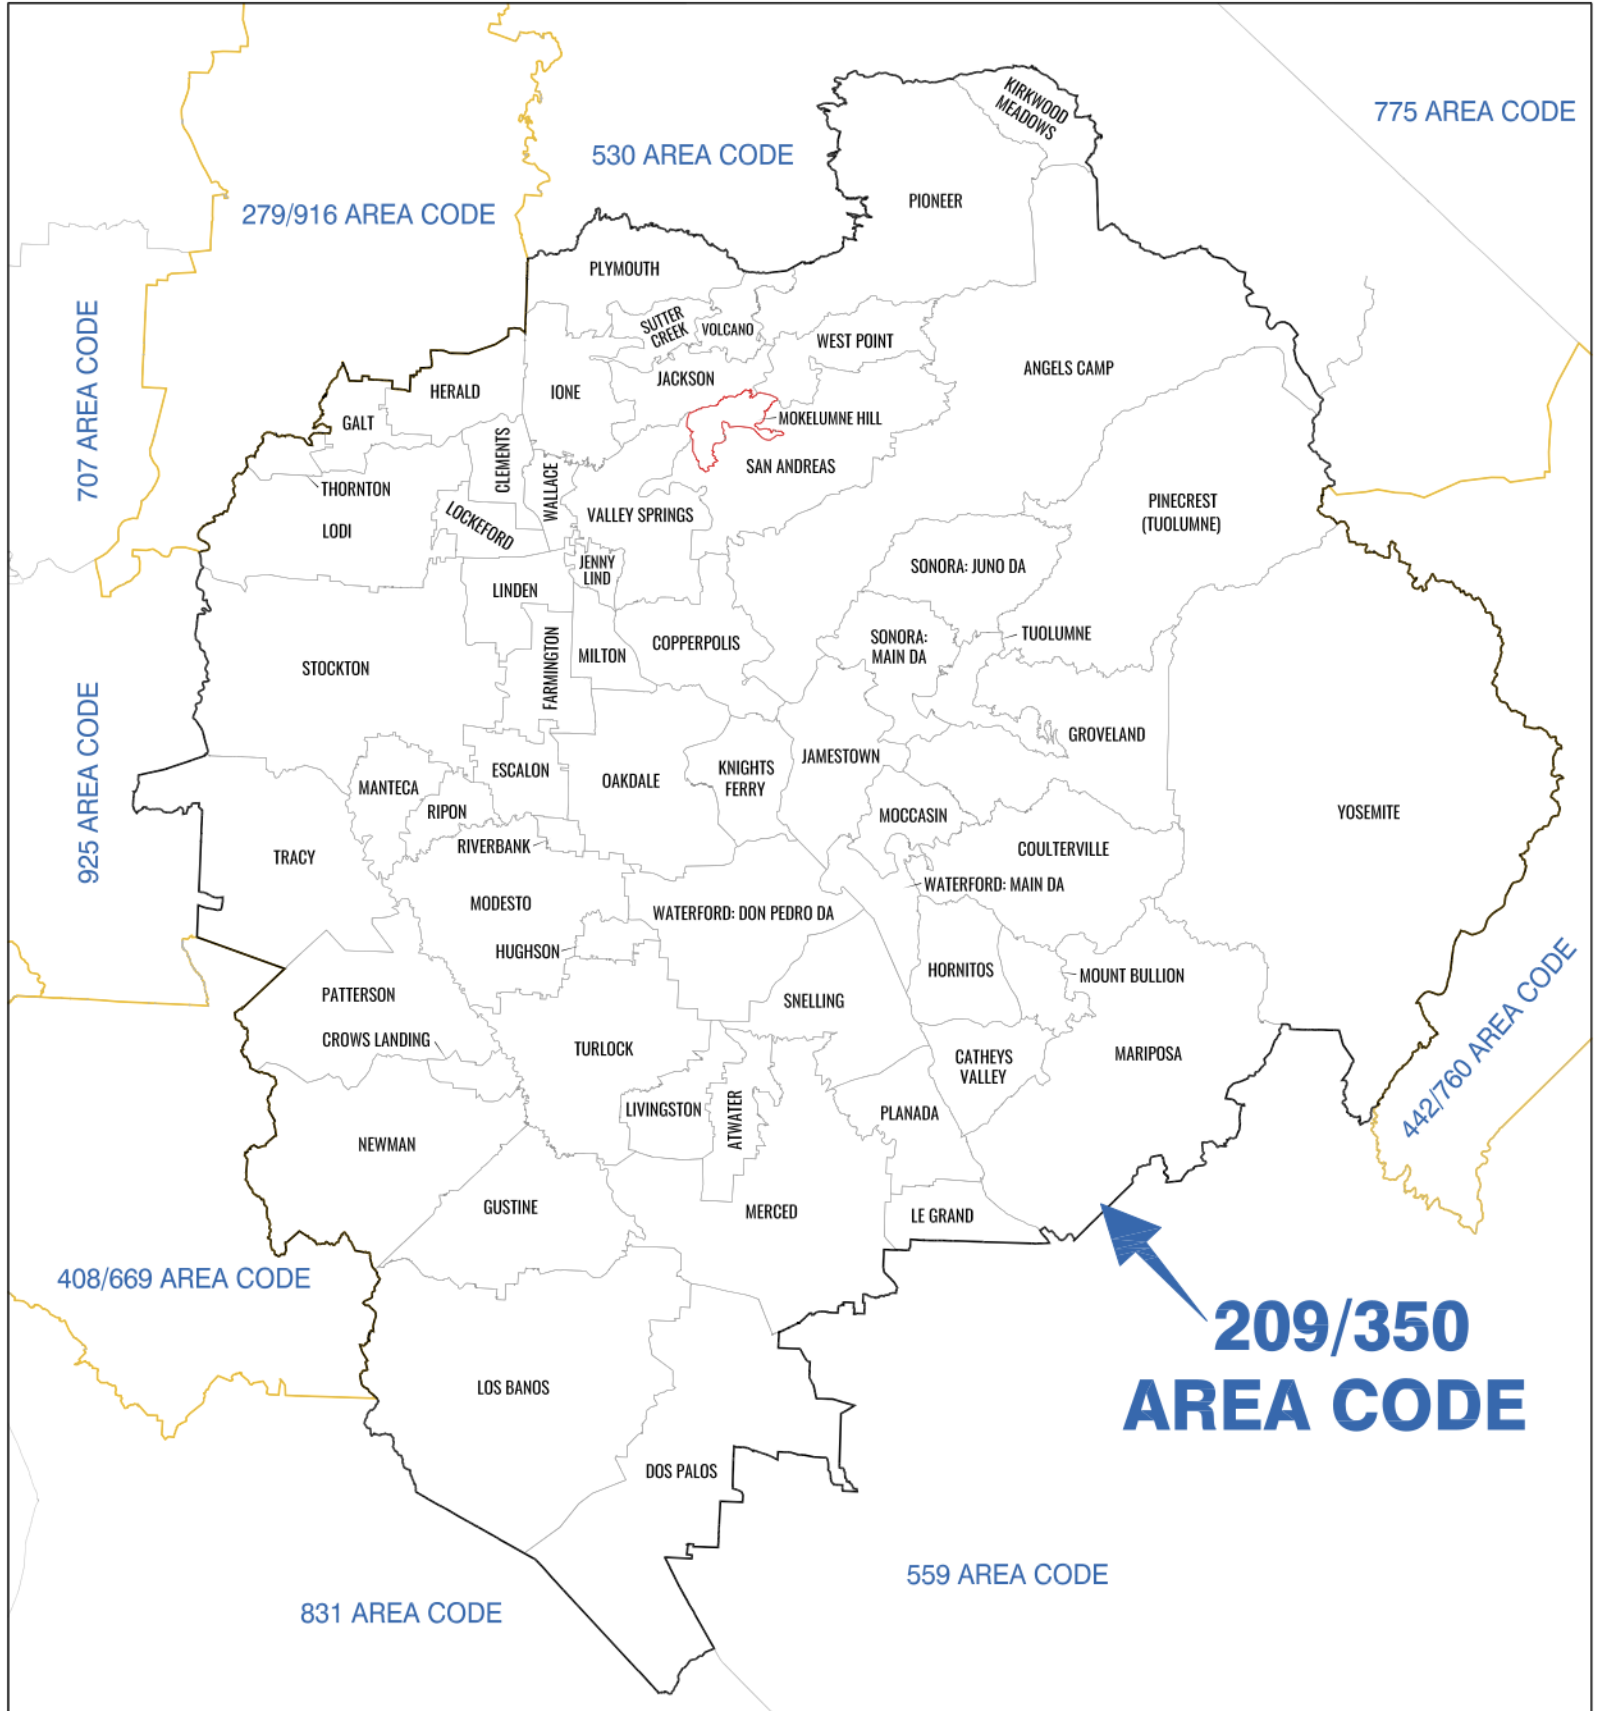 KIRKWOOD
MEADOWS
775 AREA CODE
530 AREA CODE
PIONEER
279/916 AREA CODE
PLYMOUTH
707 AREA CODE
SUTTER
CREEK
VOLCANO
WEST POINT
ANGELS CAMP
JACKSON
HERALD
IONE
GALT
MOKELUMNE HILL
CLEMENTS
SAN ANDREAS
WALLACE
THORNTON
PINECREST
(TUOLUMNE)
LODI
LOCKEFORD
VALLEY SPRINGS
JENNY
LIND
SONORA: JUNO DA
LINDEN
TUOLUMNE
SONORA:
MAIN DA
COPPERPOLIS
FARMINGTON
MILTON
STOCKTON
925 AREA CODE
GROVELAND
JAMESTOWN
ESCALON
OAKDALE
KNIGHTS
FERRY
MANTECA
RIPON
MOCCASIN
YOSEMITE
RIVERBANK
COULTERVILLE
TRACY
WATERFORD: MAIN DA
MODESTO
WATERFORD: DON PEDRO DA
HUGHSON
HORNITOS
MOUNT BULLION
PATTERSON
SNELLING
CROWS LANDING
TURLOCK
CATHEYS
VALLEY
MARIPOSA
442/760 AREA CODE
LIVINGSTON
ATWATER
PLANADA
NEWMAN
GUSTINE
MERCED
LE GRAND
408/669 AREA CODE
209/350
AREA CODE
LOS BANOS
DOS PALOS
559 AREA CODE
831 AREA CODE